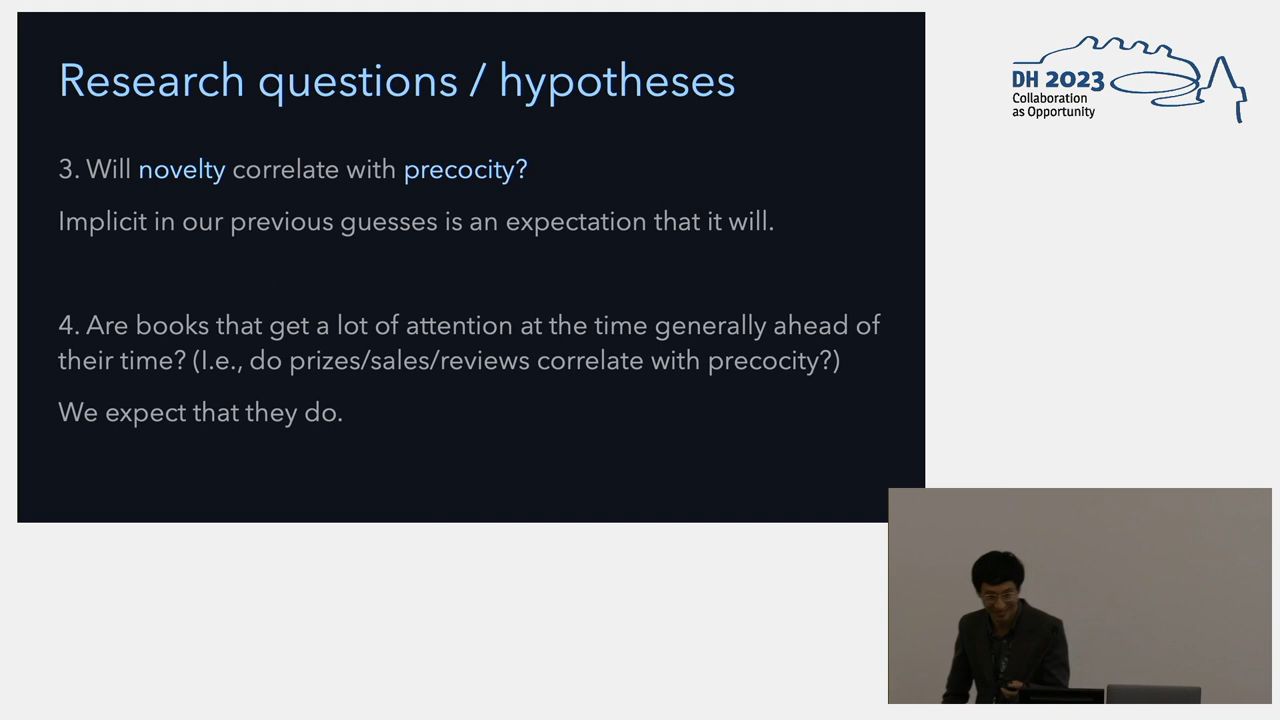 Research questions / hypotheses
3. Will novelty correlate with precocity?
Implicit in our previous guesses is an expectation that it will.
4. Are books that get a lot of attention at the time generally ahead of
their time? (I.e., do prizes/sales/reviews correlate with precocity?)
We expect that they do.
DH 2023
Collaboration
as Opportunity